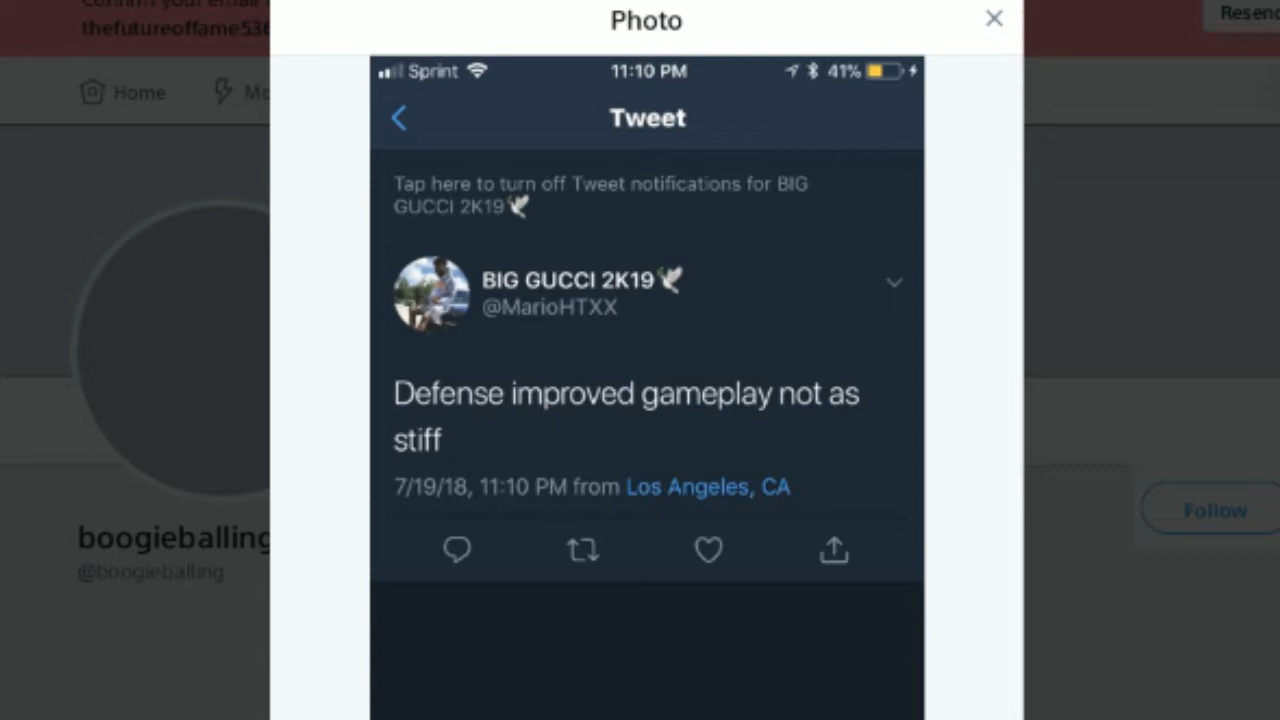 Confirm your email
thefutureoffame536
Resend
Photo
×
Home
Sprint
11:10 PM
41%
Tweet
Tap here to turn off Tweet notifications for BIG
GUCCI 2K19🕊
BIG GUCCI 2K19🕊
@MarioHTXX
Defense improved gameplay not as
stiff
7/19/18, 11:10 PM from Los Angeles, CA
Follow
boogieballing
@boogieballing